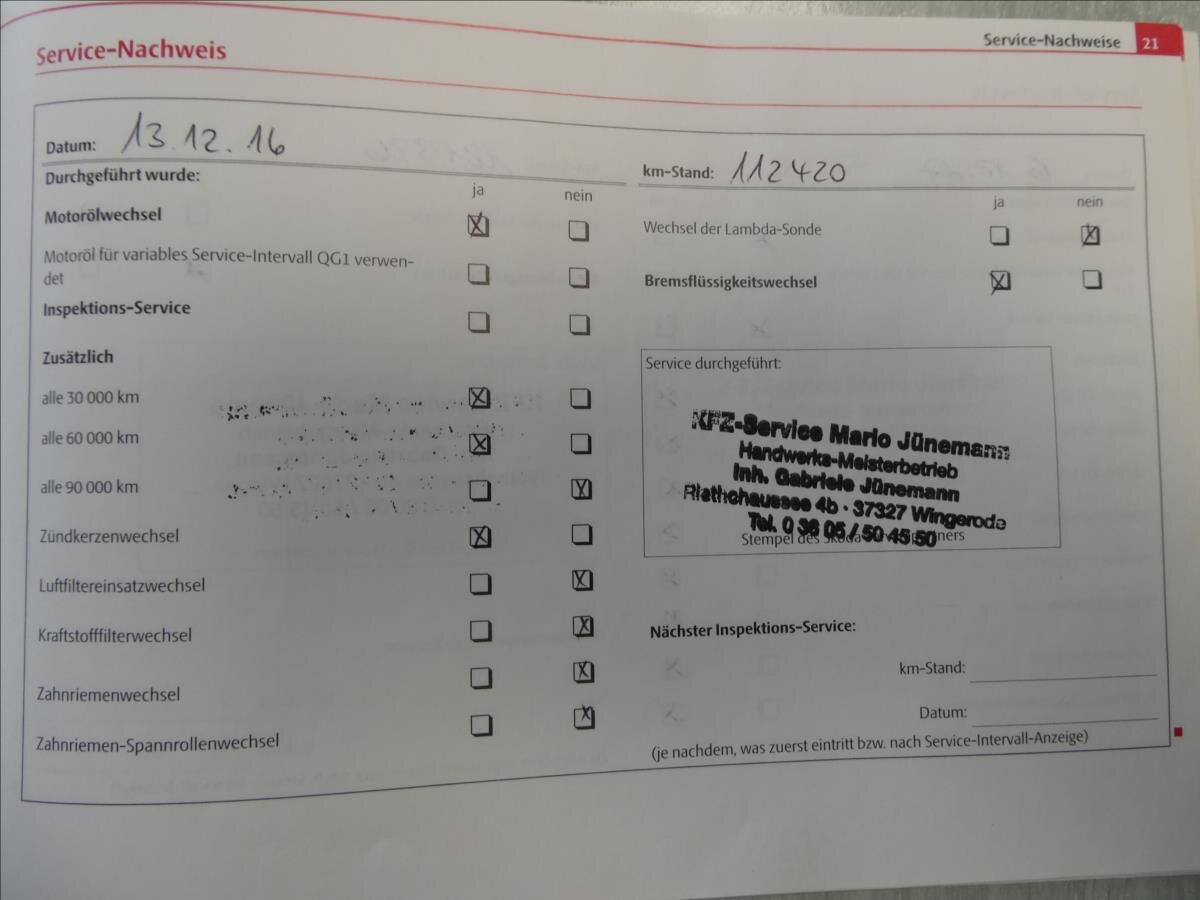 Service-Nachweise 21
Service-Nachweis
Datum: 13.12.16
Durchgeführt wurde:
ja nein
Motorölwechsel
Motoröl für variables Service-Intervall QG1 verwen-
det
Inspektions-Service
Zusätzlich
alle 30 000 km
alle 60 000 km
alle 90 000 km
Zündkerzenwechsel
Luftfiltereinsatzwechsel
Kraftstofffilterwechsel
Zahnriemenwechsel
Zahnriemen-Spannrollenwechsel
km-Stand: 112420
ja nein
Wechsel der Lambda-Sonde
Bremsflüssigkeitswechsel
Service durchgeführt:
KFZ-Service Mario Jünemann
Handwerks-Meisterbetrieb
Inh. Gabriele Jünemann
Riethchaussee 4b · 37327 Wingerode
Tel. 0 36 05 / 50 45 50
Stempel des
Nächster Inspektions-Service:
km-Stand:
Datum:
(je nachdem, was zuerst eintritt bzw. nach Service-Intervall-Anzeige)